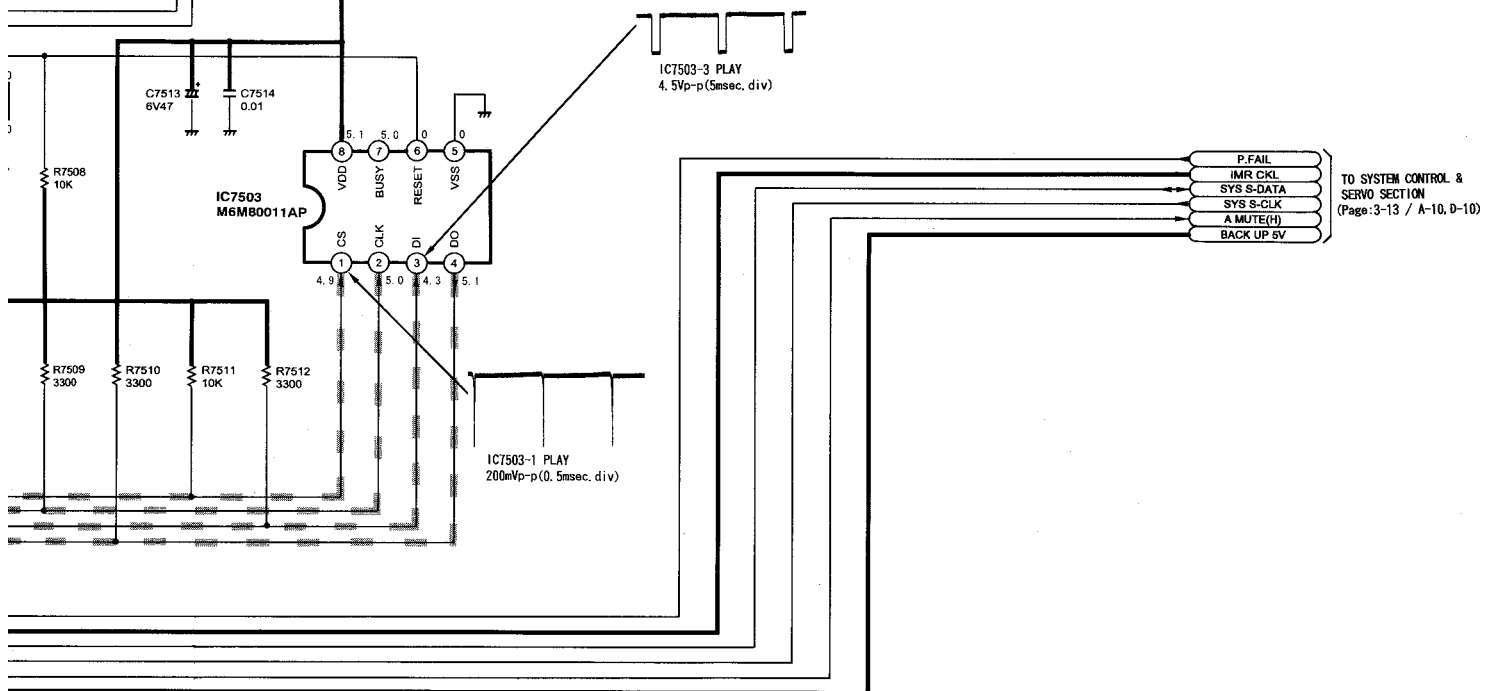 IC7503-3 PLAY
4.5Vp-p(5msec.div)
C7513
6V47
C7514
0.01
R7508
10K
5.1
5.0
0
0
8
7
6
5
VDD
BUSY
RESET
VSS
IC7503
M6M80011AP
CS
CLK
DI
DO
1
2
3
4
4.9
5.0
4.3
5.1
P.FAIL
IMR CKL
SYS S-DATA
SYS S-CLK
A MUTE(H)
BACK UP 5V
TO SYSTEM CONTROL &
SERVO SECTION
(Page:3-13 / A-10,D-10)
R7509
3300
R7510
3300
R7511
10K
R7512
3300
IC7503-1 PLAY
200mVp-p(0.5msec.div)